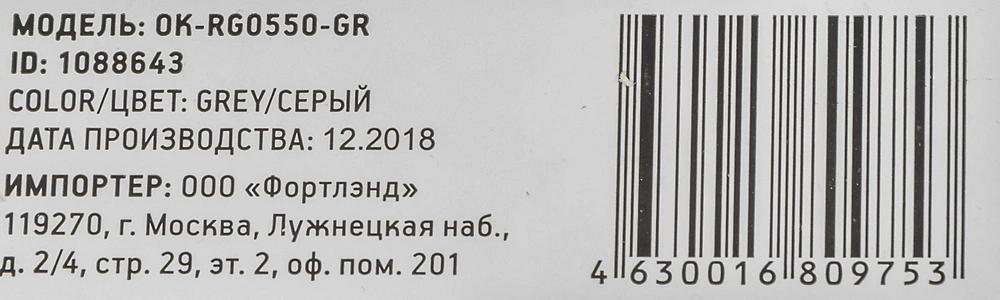 МОДЕЛЬ: OK-RG0550-GR
ID: 1088643
COLOR/ЦВЕТ: GREY/СЕРЫЙ
ДАТА ПРОИЗВОДСТВА: 12.2018
ИМПОРТЕР: ООО «Фортлэнд»
119270, г. Москва, Лужнецкая наб.,
д. 2/4, стр. 29, эт. 2, оф. пом. 201
4 630016 809753